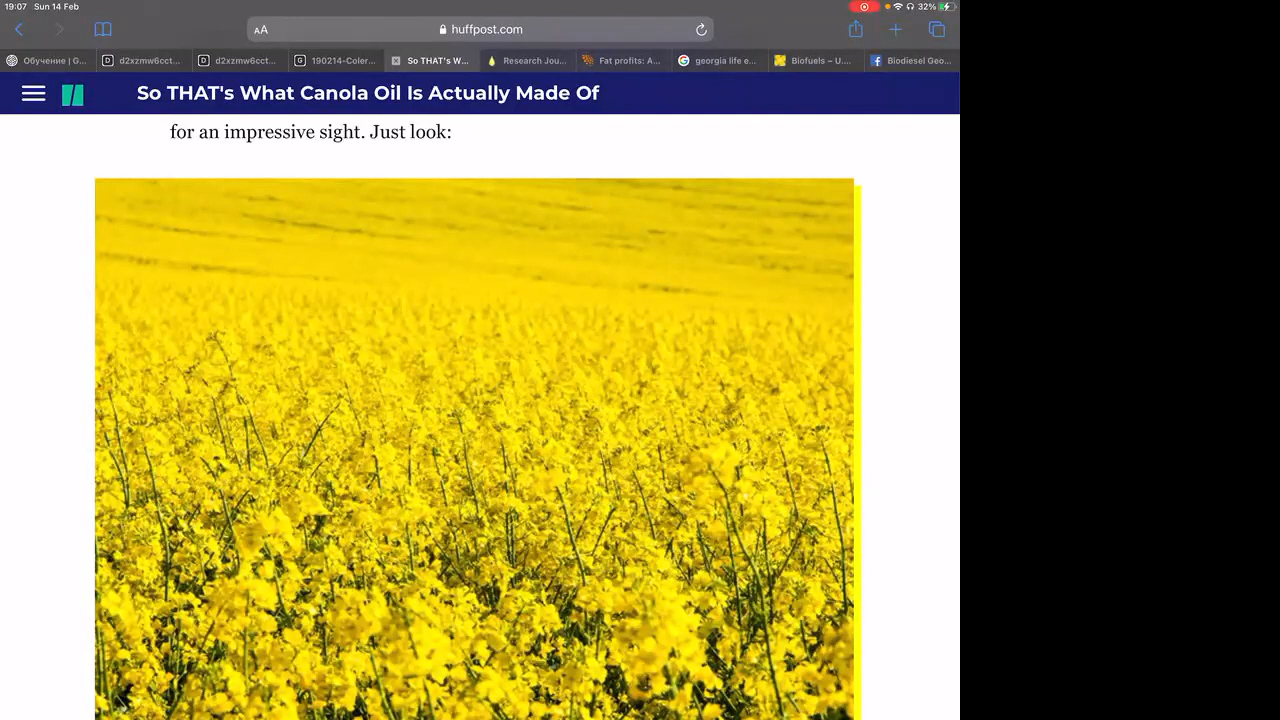 19:07 Sun 14 Feb
32%
AA
huffpost.com
Обучение | G...
d2xzmw6cct...
d2xzmw6cct...
190214-Coler...
So THAT's W...
Research Jou...
Fat profits: A...
georgia life e...
Biofuels – U....
Biodiesel Geo...
So THAT's What Canola Oil Is Actually Made Of
for an impressive sight. Just look: